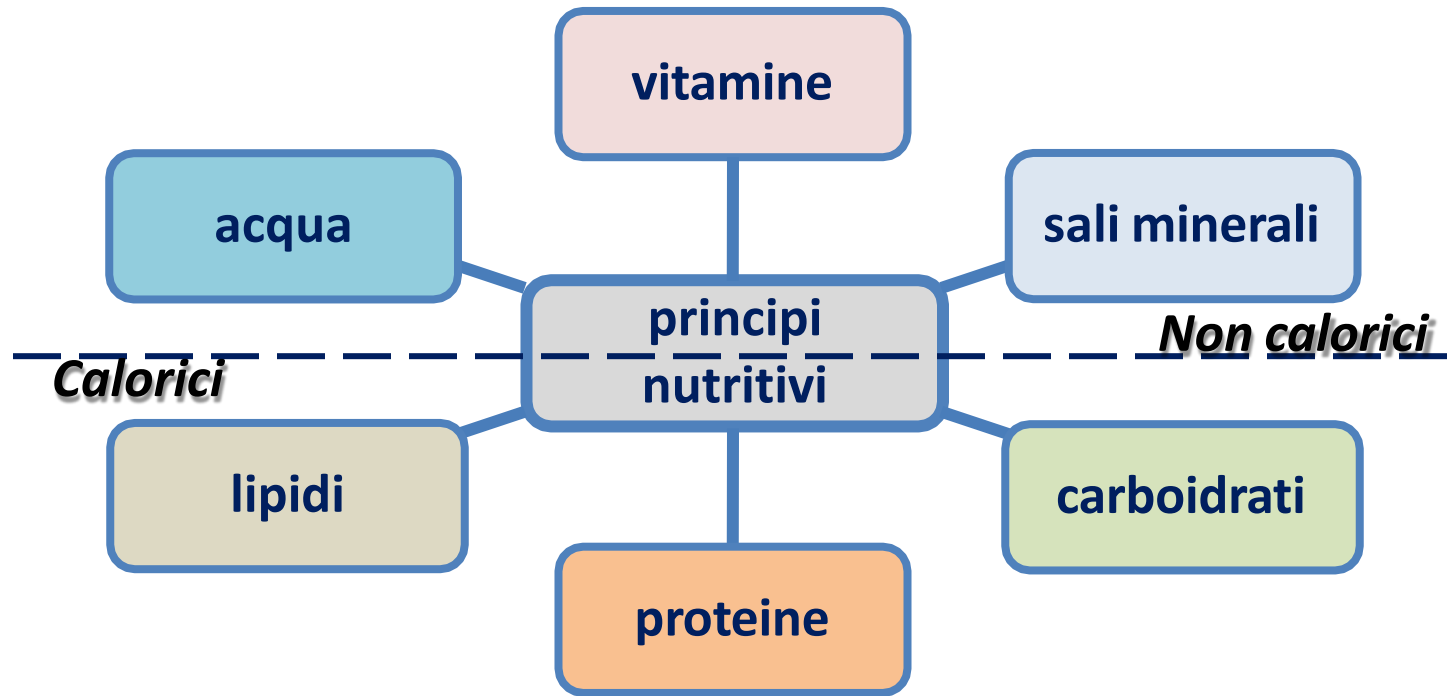 vitamine
acqua
sali minerali
principi
nutritivi
Non calorici
Calorici
lipidi
carboidrati
proteine